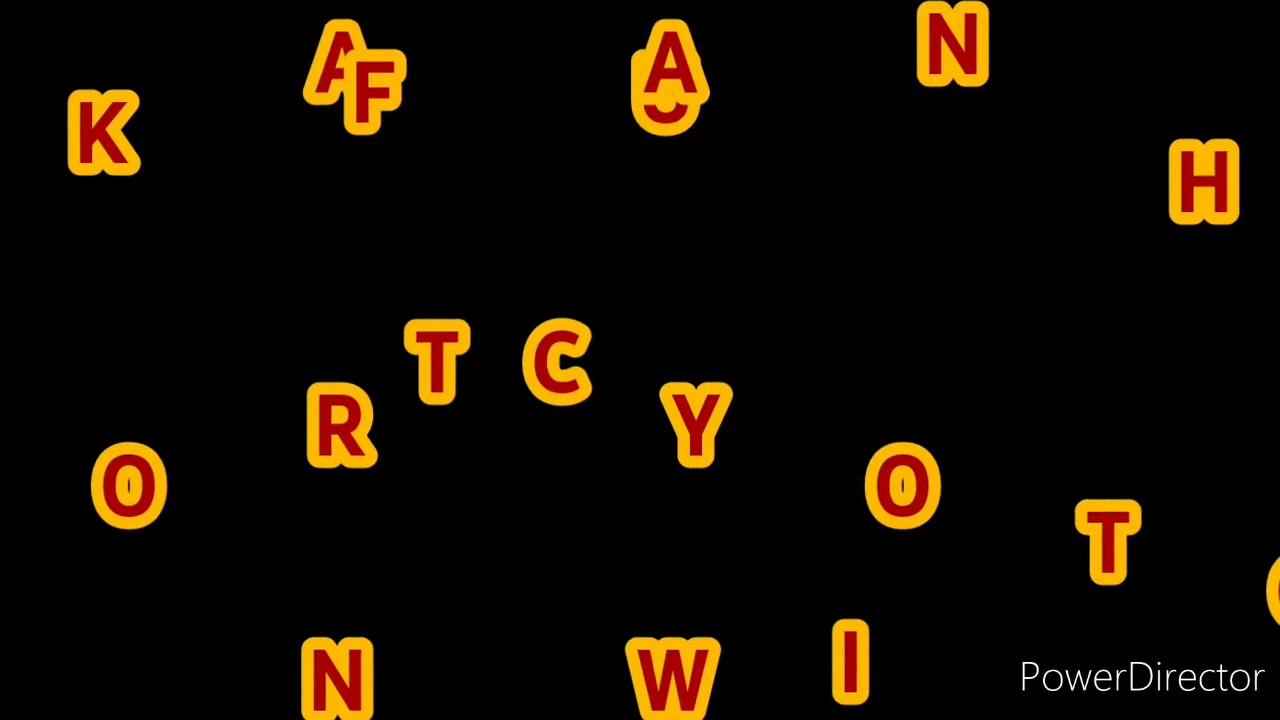 K A F A N H
R T C Y
O O T
N W I
PowerDirector